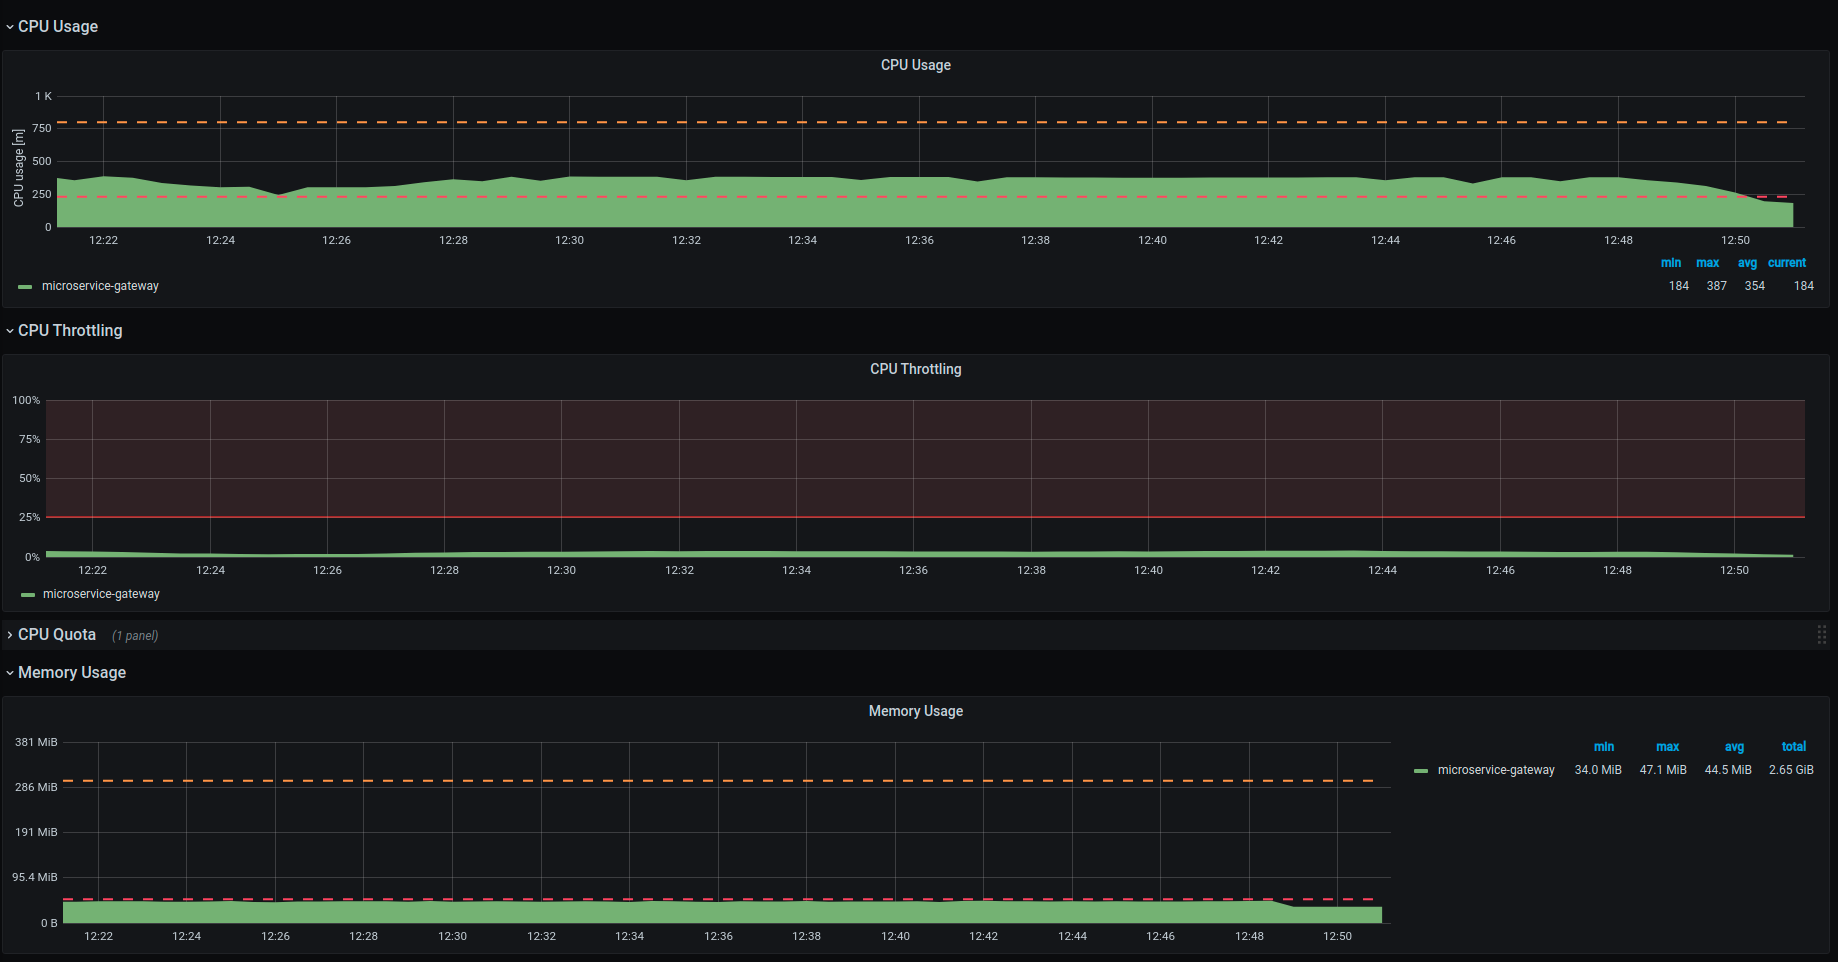 CPU Usage
CPU Usage
CPU usage [m]
1 K
750
500
250
0
12:22 12:24 12:26 12:28 12:30 12:32 12:34 12:36 12:38 12:40 12:42 12:44 12:46 12:48 12:50
min max avg current
microservice-gateway 184 387 354 184
CPU Throttling
CPU Throttling
100%
75%
50%
25%
0%
12:22 12:24 12:26 12:28 12:30 12:32 12:34 12:36 12:38 12:40 12:42 12:44 12:46 12:48 12:50
microservice-gateway
CPU Quota (1 panel)
Memory Usage
Memory Usage
381 MiB
286 MiB
191 MiB
95.4 MiB
0 B
12:22 12:24 12:26 12:28 12:30 12:32 12:34 12:36 12:38 12:40 12:42 12:44 12:46 12:48 12:50
min max avg total
microservice-gateway 34.0 MiB 47.1 MiB 44.5 MiB 2.65 GiB